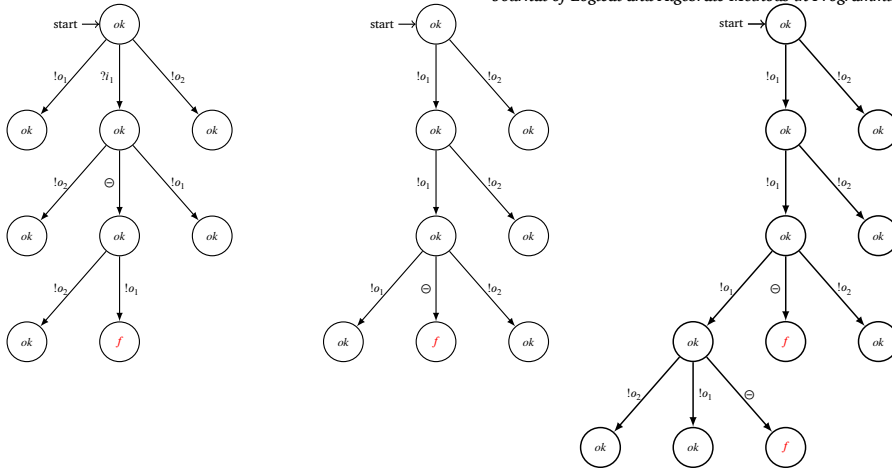 Journal of Logical and Algebraic Methods in Programming
start ok start ok start ok
!o₁ ?i₁ !o₂ !o₁ !o₂ !o₁ !o₂
ok ok ok ok ok ok ok
!o₂ ⊖ !o₁ !o₁ !o₂ !o₁ !o₂
ok ok ok ok ok ok ok
!o₂ !o₁ !o₁ ⊖ !o₂ !o₁ ⊖ !o₂
ok f ok f ok ok f ok
!o₂ !o₁ ⊖
ok ok f